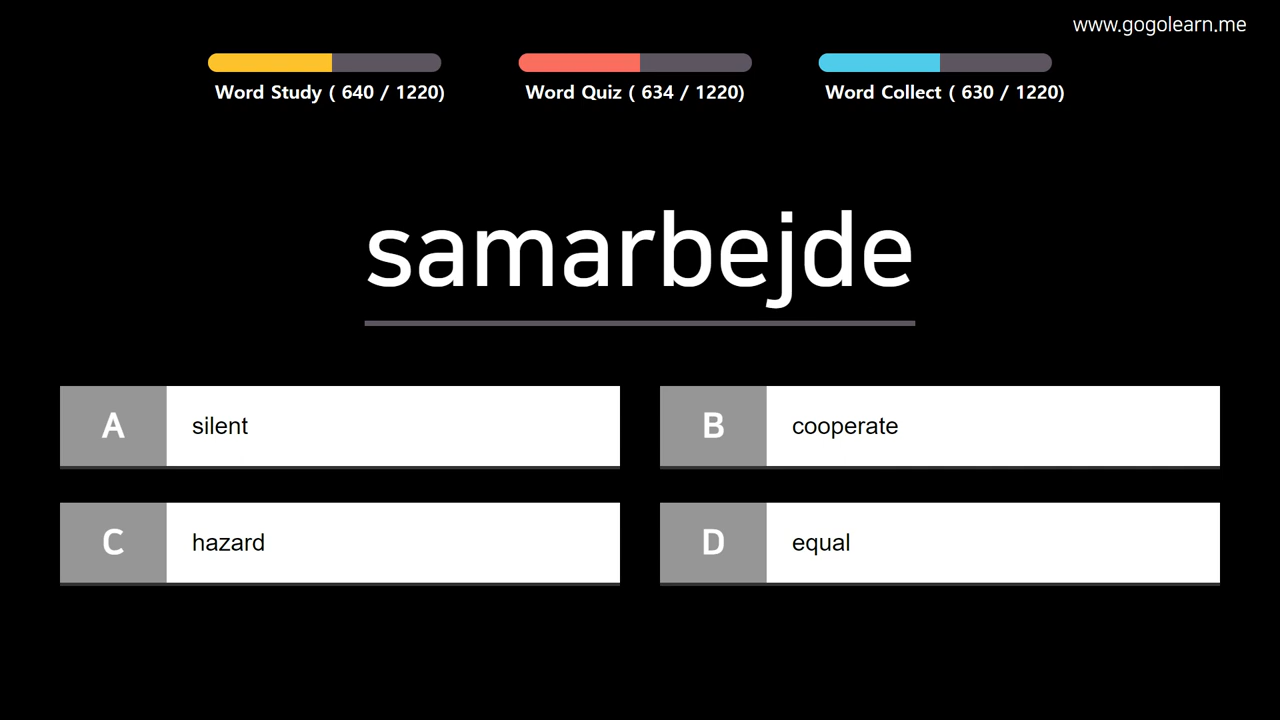 www.gogolearn.me
Word Study ( 640 / 1220)
Word Quiz ( 634 / 1220)
Word Collect ( 630 / 1220)
samarbejde
A silent
B cooperate
C hazard
D equal